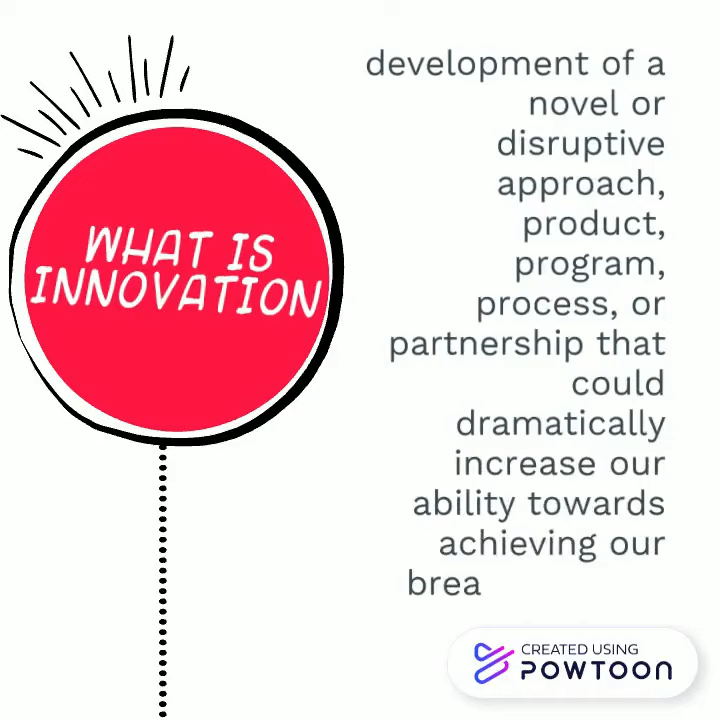 WHAT IS
INNOVATION
development of a
novel or
disruptive
approach,
product,
program,
process, or
partnership that
could
dramatically
increase our
ability towards
achieving our
brea
CREATED USING
POWTOON